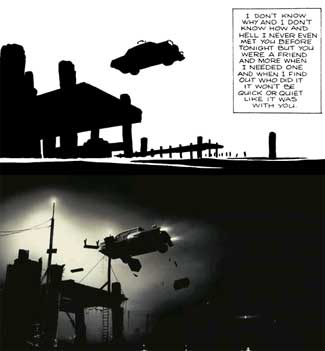 I DON'T KNOW
WHY AND I DON'T
KNOW HOW AND
HELL I NEVER EVEN
MET YOU BEFORE
TONIGHT BUT YOU
WERE A FRIEND
AND MORE WHEN
I NEEDED ONE
AND WHEN I FIND
OUT WHO DID IT
IT WON'T BE
QUICK OR QUIET
LIKE IT WAS
WITH YOU.